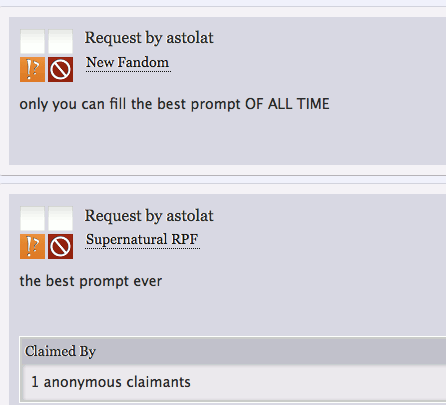 Request by astolat
New Fandom
only you can fill the best prompt OF ALL TIME
Request by astolat
Supernatural RPF
the best prompt ever
Claimed By
1 anonymous claimants